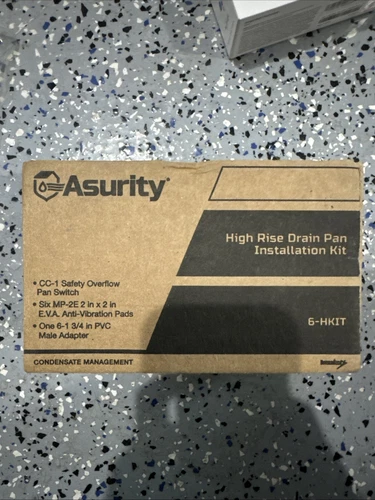 Asurity
High Rise Drain Pan
Installation Kit
• CC-1 Safety Overflow
Pan Switch
• Six MP-2E 2 in x 2 in
E.V.A. Anti-Vibration Pads
• One 6-1 3/4 in PVC
Male Adapter
6-HKIT
CONDENSATE MANAGEMENT